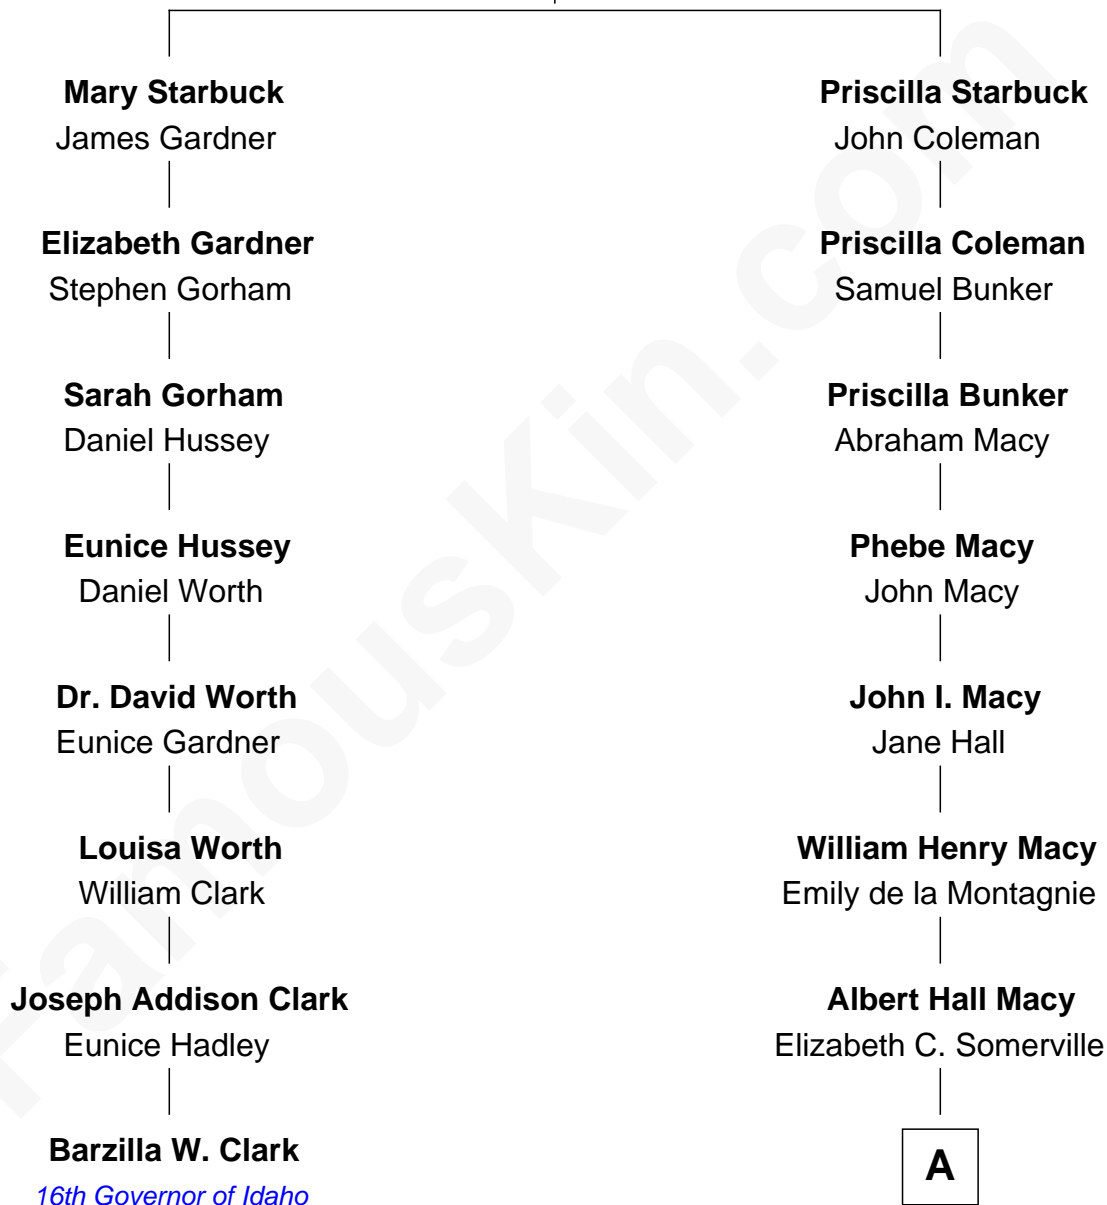 Mary Starbuck
James Gardner
Elizabeth Gardner
Stephen Gorham
Sarah Gorham
Daniel Hussey
Eunice Hussey
Daniel Worth
Dr. David Worth
Eunice Gardner
Louisa Worth
William Clark
Joseph Addison Clark
Eunice Hadley
Barzilla W. Clark
16th Governor of Idaho
Priscilla Starbuck
John Coleman
Priscilla Coleman
Samuel Bunker
Priscilla Bunker
Abraham Macy
Phebe Macy
John Macy
John I. Macy
Jane Hall
William Henry Macy
Emily de la Montagnie
Albert Hall Macy
Elizabeth C. Somerville
A
FamousKin.com